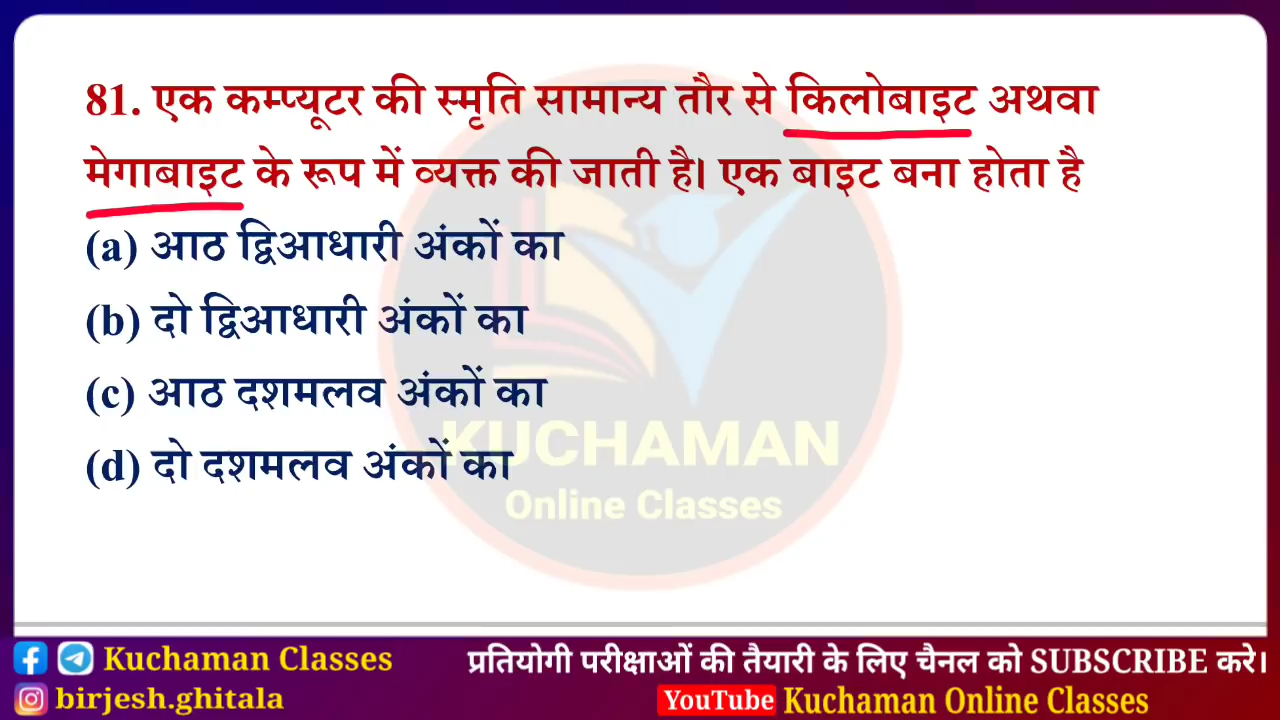 81. एक कम्प्यूटर की स्मृति सामान्य तौर से किलोबाइट अथवा
मेगाबाइट के रूप में व्यक्त की जाती है। एक बाइट बना होता है
(a) आठ द्विआधारी अंकों का
(b) दो द्विआधारी अंकों का
(c) आठ दशमलव अंकों का
(d) दो दशमलव अंकों का
KUCHAMAN
Online Classes
Kuchaman Classes
प्रतियोगी परीक्षाओं की तैयारी के लिए चैनल को SUBSCRIBE करे।
birjesh.ghitala
YouTube Kuchaman Online Classes